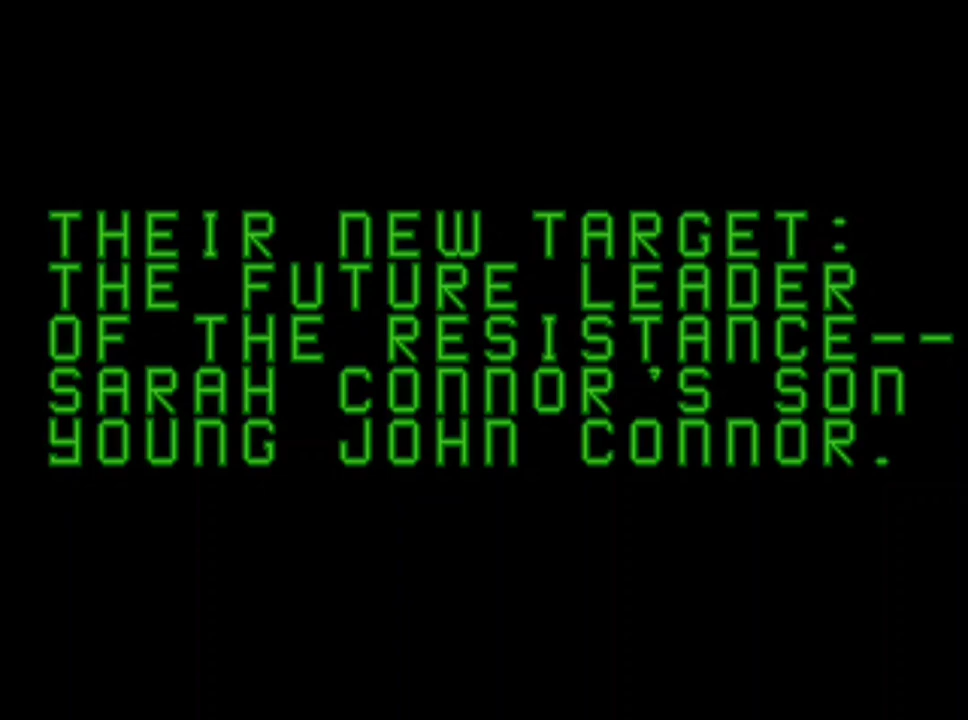 THEIR NEW TARGET:
THE FUTURE LEADER
OF THE RESISTANCE--
SARAH CONNOR'S SON
YOUNG JOHN CONNOR.